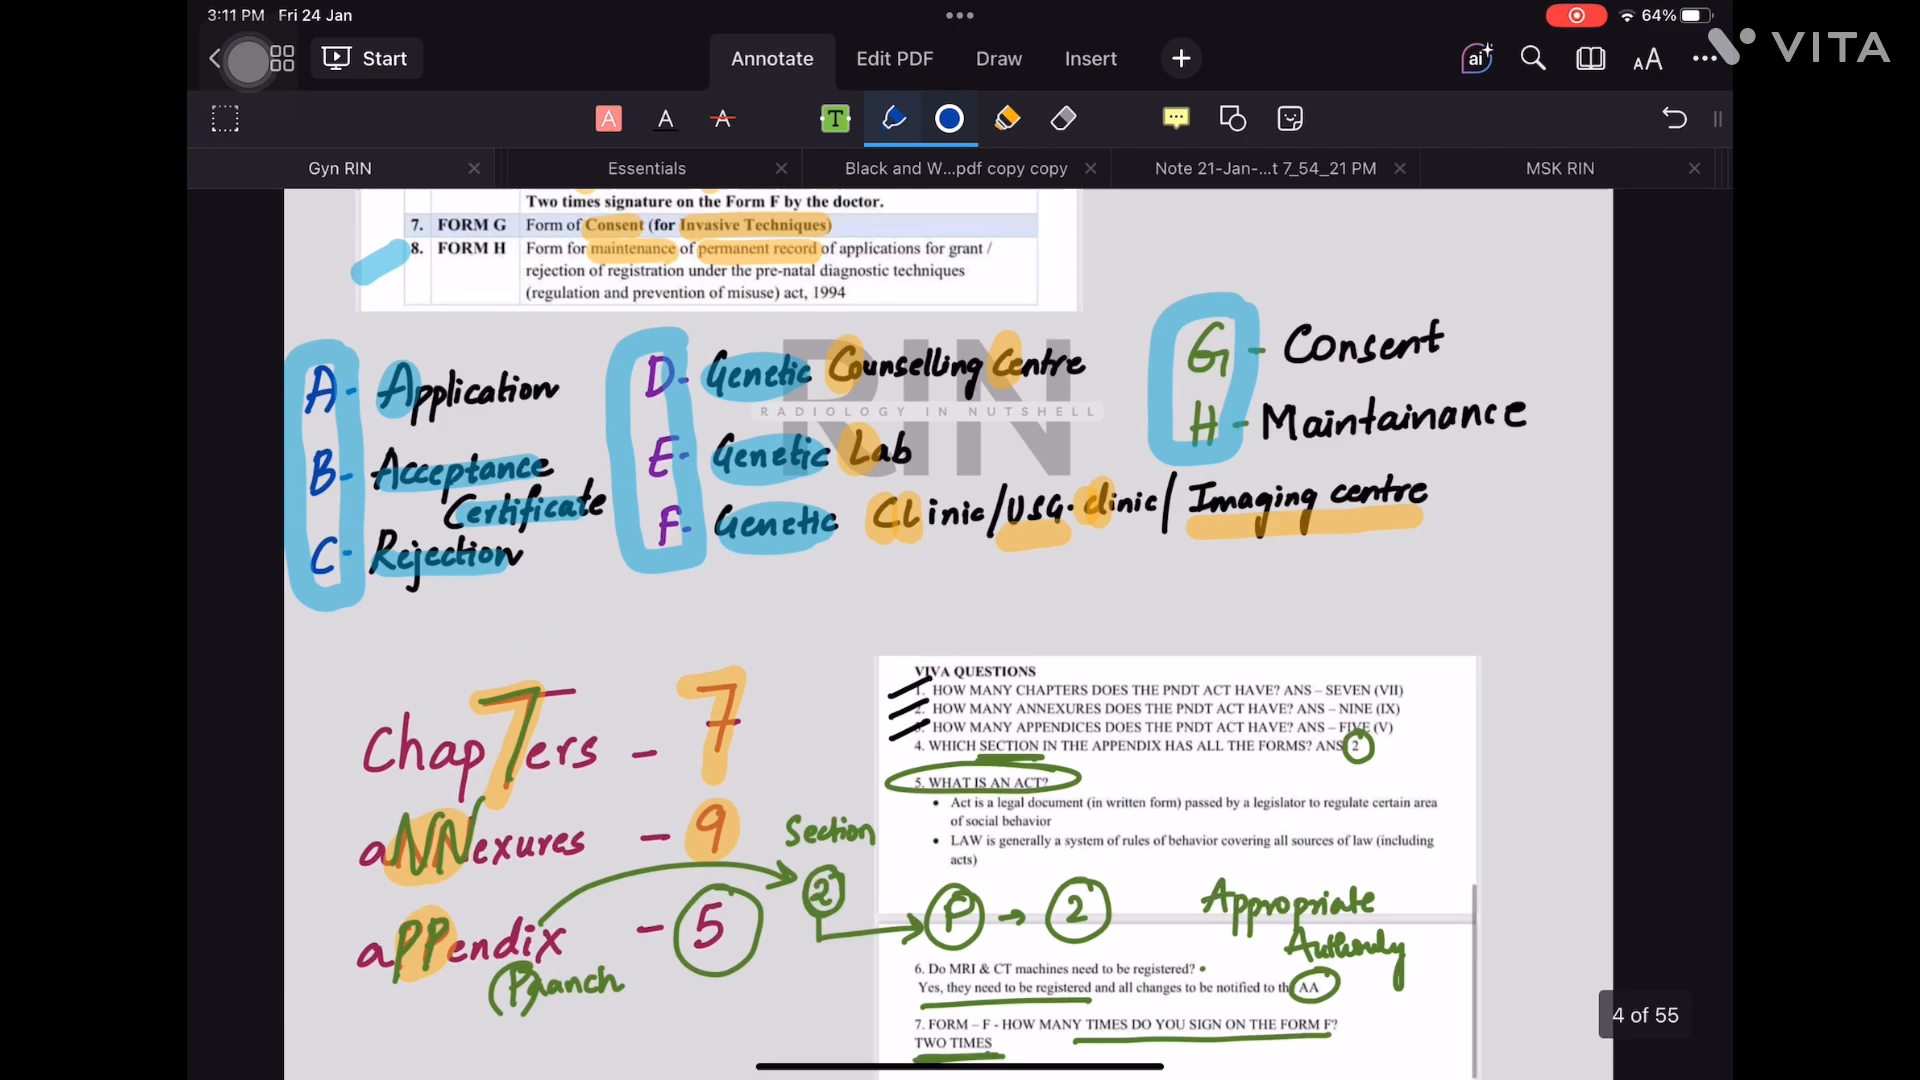 3:11 PM Fri 24 Jan
64%
VITA
Start
Annotate
Edit PDF
Draw
Insert
ai
AA
A A A T
Gyn RIN
Essentials
Black and W...pdf copy copy
Note 21-Jan-...t 7_54_21 PM
MSK RIN
Two times signature on the Form F by the doctor.
7. FORM G Form of Consent (for Invasive Techniques)
8. FORM H Form for maintenance of permanent record of applications for grant /
rejection of registration under the pre-natal diagnostic techniques
(regulation and prevention of misuse) act, 1994
RIN
RADIOLOGY IN NUTSHELL
A - Application
B - Acceptance
Certificate
C - Rejection
D - Genetic Counselling Centre
E - Genetic Lab
F - Genetic CLinic/USG. clinic/Imaging centre
G - Consent
H - Maintainance
ChapTers - 7
aNNexures - 9
aPPendix - 5
(P)
Branch
Section
2
P → 2
Appropriate
Authority
VIVA QUESTIONS
1. HOW MANY CHAPTERS DOES THE PNDT ACT HAVE? ANS – SEVEN (VII)
2. HOW MANY ANNEXURES DOES THE PNDT ACT HAVE? ANS – NINE (IX)
3. HOW MANY APPENDICES DOES THE PNDT ACT HAVE? ANS – FIVE (V)
4. WHICH SECTION IN THE APPENDIX HAS ALL THE FORMS? ANS 2
5. WHAT IS AN ACT?
• Act is a legal document (in written form) passed by a legislator to regulate certain area
of social behavior
• LAW is generally a system of rules of behavior covering all sources of law (including
acts)
6. Do MRI & CT machines need to be registered?
Yes, they need to be registered and all changes to be notified to the AA
7. FORM – F - HOW MANY TIMES DO YOU SIGN ON THE FORM F?
TWO TIMES
4 of 55